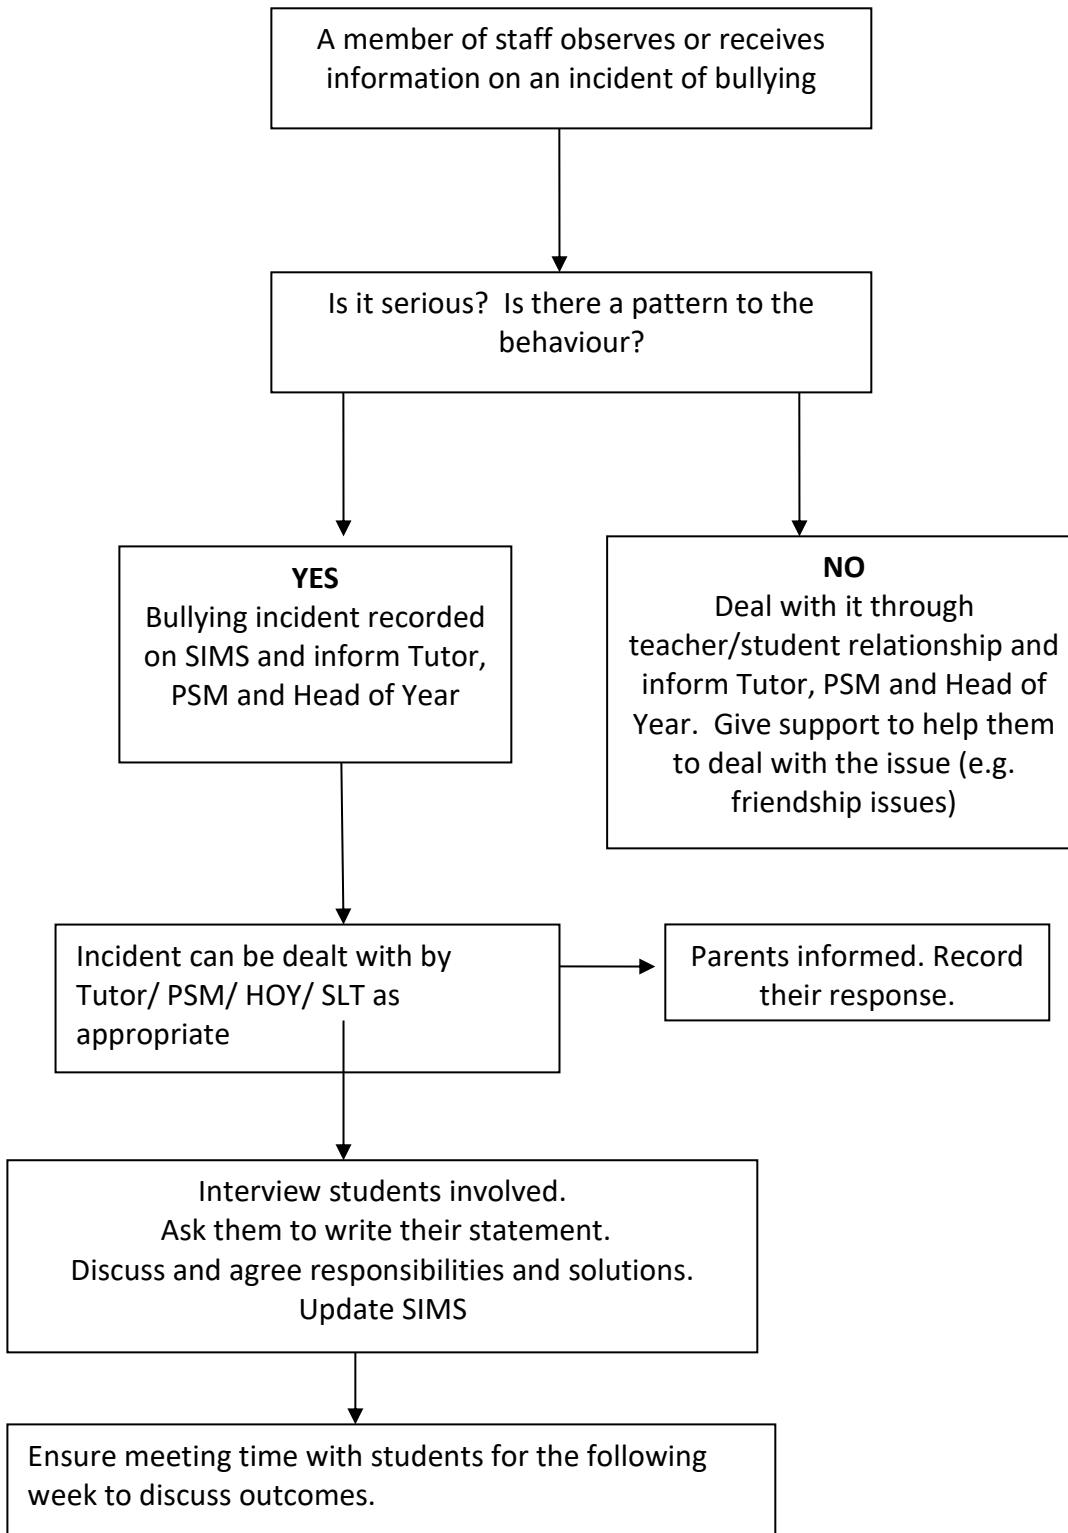 A member of staff observes or receives
information on an incident of bullying
Is it serious?  Is there a pattern to the
behaviour?
YES
Bullying incident recorded
on SIMS and inform Tutor,
PSM and Head of Year
NO
Deal with it through
teacher/student relationship and
inform Tutor, PSM and Head of
Year.  Give support to help them
to deal with the issue (e.g.
friendship issues)
Incident can be dealt with by
Tutor/ PSM/ HOY/ SLT as
appropriate
Parents informed. Record
their response.
Interview students involved.
Ask them to write their statement.
Discuss and agree responsibilities and solutions.
Update SIMS
Ensure meeting time with students for the following
week to discuss outcomes.